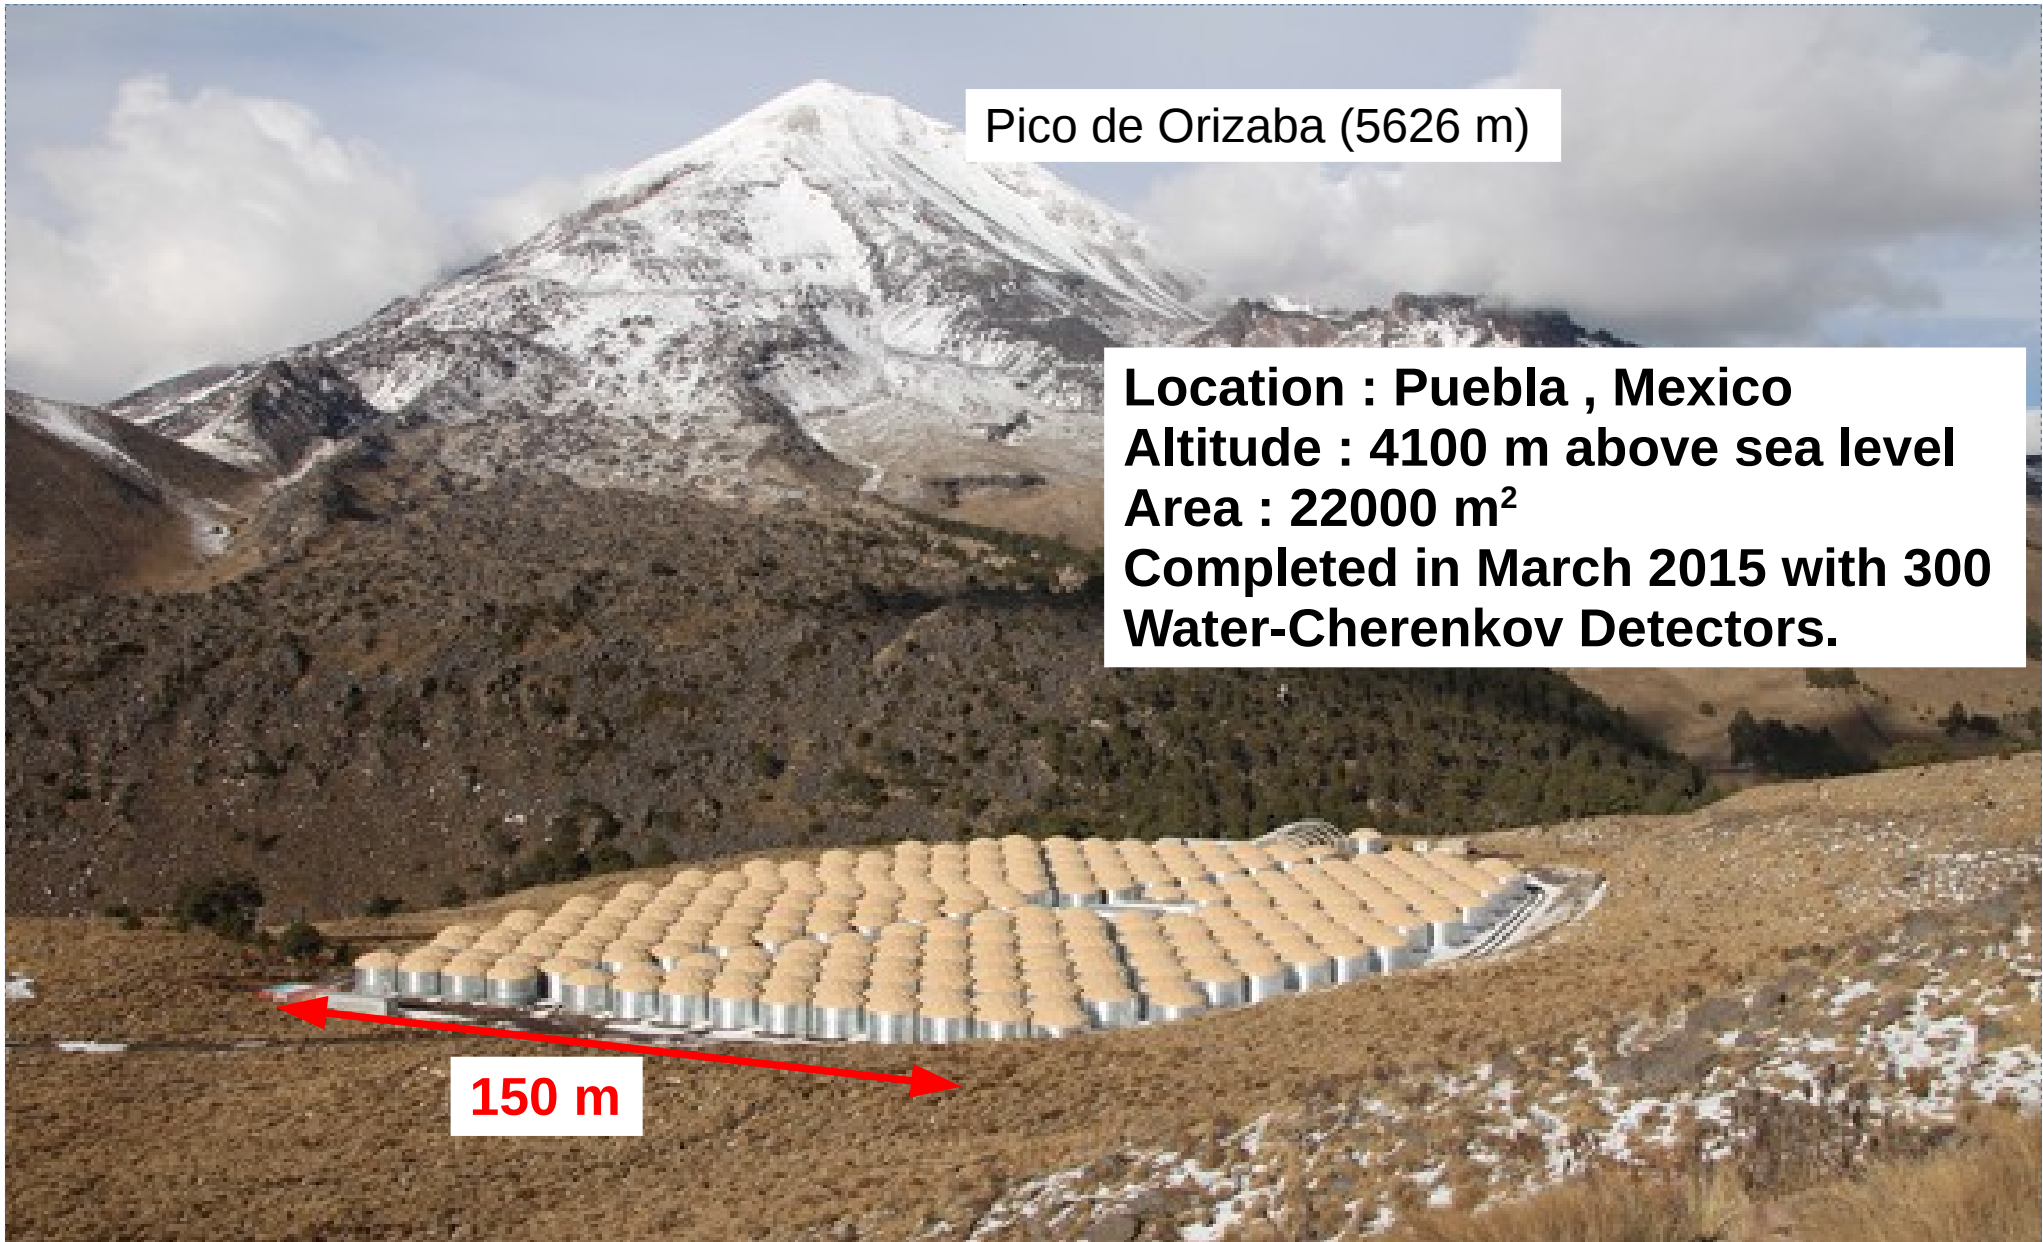 Pico de Orizaba (5626 m)
Location : Puebla , Mexico
Altitude : 4100 m above sea level
Area : 22000 m²
Completed in March 2015 with 300
Water-Cherenkov Detectors.
150 m